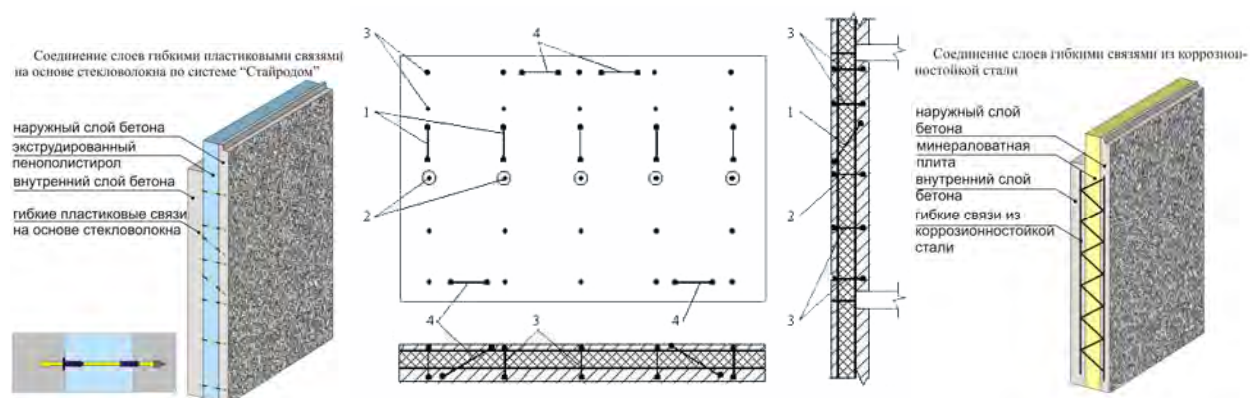 Соединение слоев гибкими пластиковыми связями
на основе стекловолокна по системе “Стайродом”
наружный слой бетона
экструдированный
пенополистирол
внутренний слой бетона
гибкие пластиковые связи
на основе стекловолокна
3
4
1
2
4
3
4
3
1
2
3
Соединение слоев гибкими связями из коррозион-
ностойкой стали
наружный слой
бетона
минераловатная
плита
внутренний слой
бетона
гибкие связи из
коррозионностойкой
стали